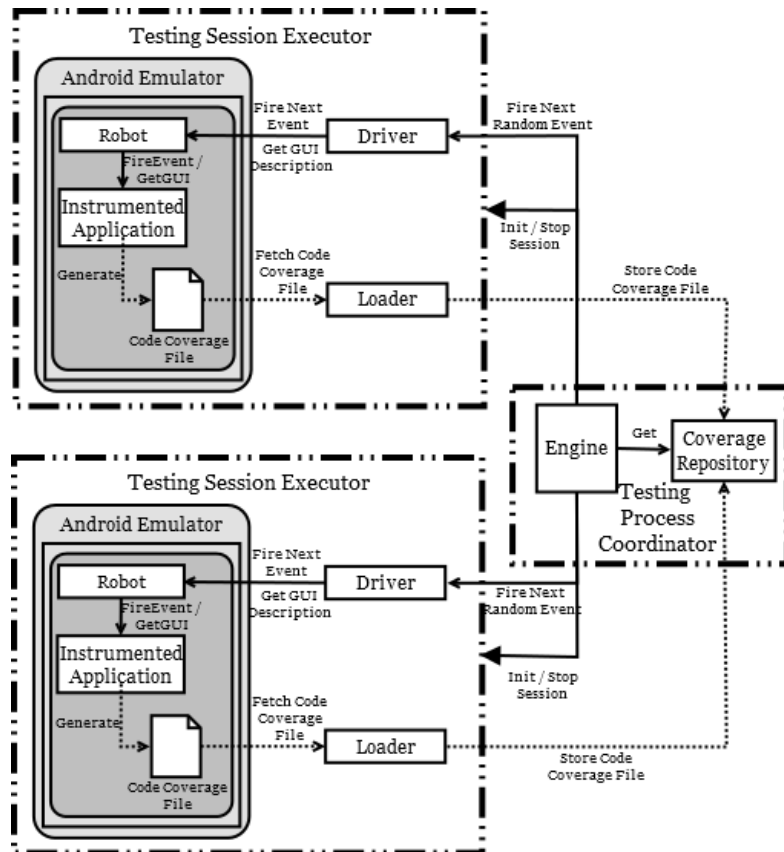 Testing Session Executor
Android Emulator
Robot
FireEvent /
GetGUI
Instrumented
Application
Generate
Code Coverage
File
Fire Next
Event
Get GUI
Description
Driver
Fetch Code
Coverage
File
Loader
Fire Next
Random Event
Init / Stop
Session
Store Code
Coverage File
Engine
Get
Coverage
Repository
Testing
Process
Coordinator
Testing Session Executor
Android Emulator
Robot
FireEvent /
GetGUI
Instrumented
Application
Generate
Code Coverage
File
Fire Next
Event
Get GUI
Description
Driver
Fetch Code
Coverage
File
Loader
Fire Next
Random Event
Init / Stop
Session
Store Code
Coverage File